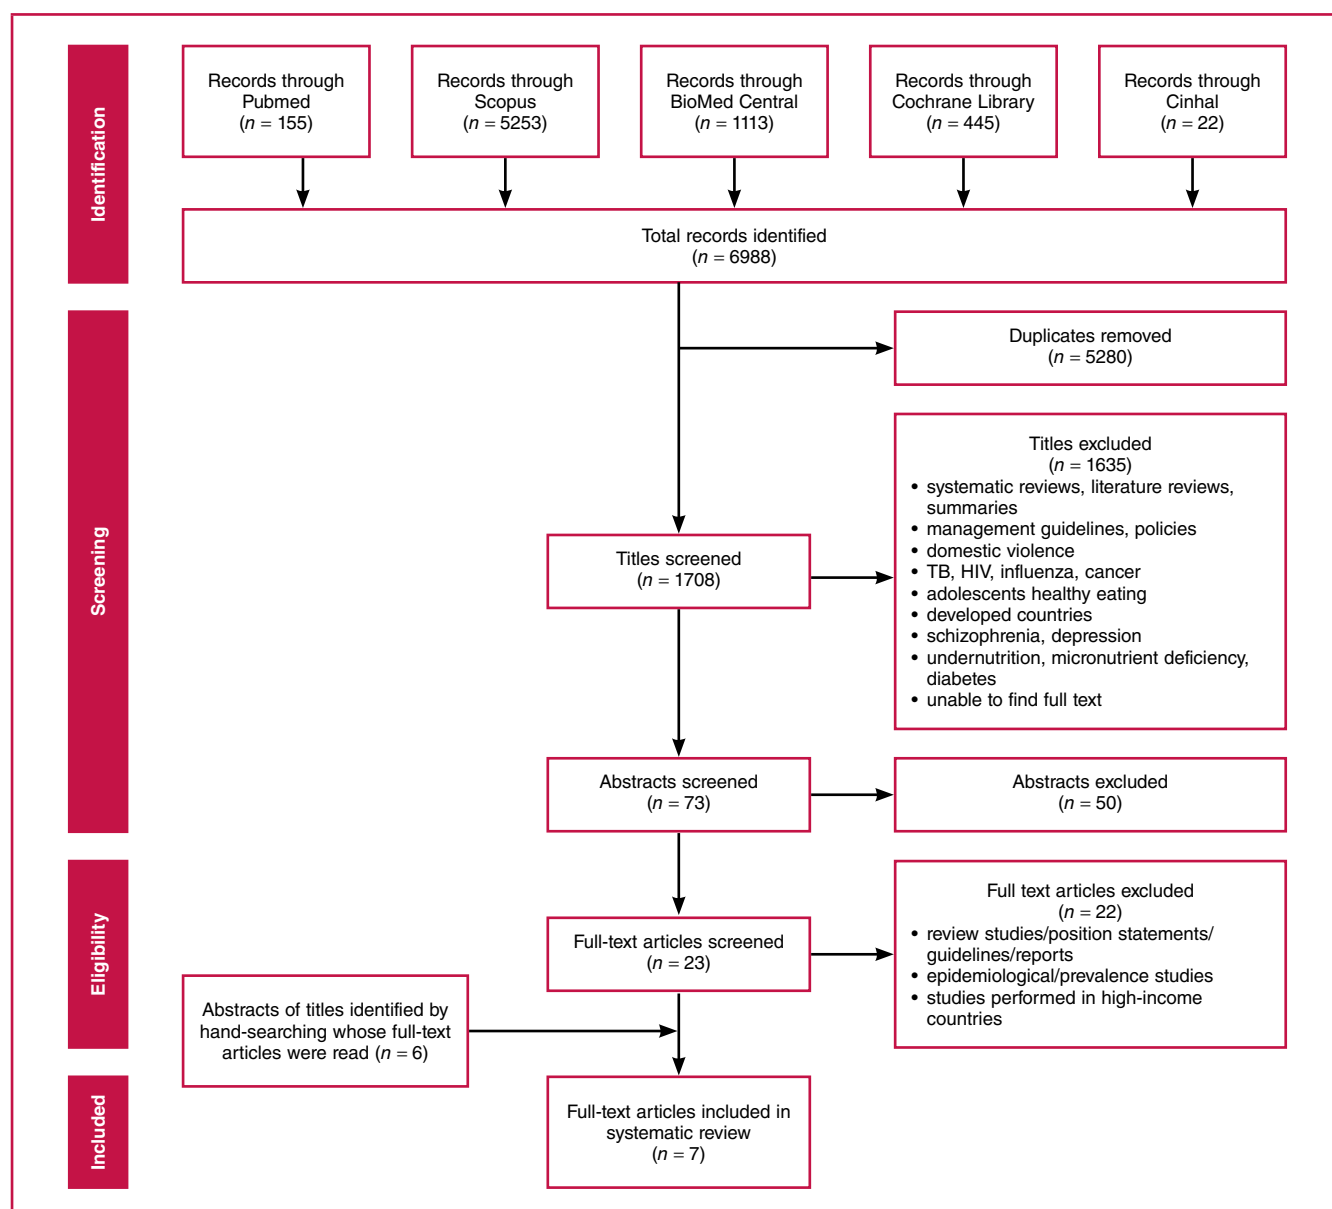 Identification
Records through
Pubmed
(n = 155)
Records through
Scopus
(n = 5253)
Records through
BioMed Central
(n = 1113)
Records through
Cochrane Library
(n = 445)
Records through
Cinhal
(n = 22)
Total records identified
(n = 6988)
Screening
Duplicates removed
(n = 5280)
Titles screened
(n = 1708)
Titles excluded
(n = 1635)
• systematic reviews, literature reviews,
summaries
• management guidelines, policies
• domestic violence
• TB, HIV, influenza, cancer
• adolescents healthy eating
• developed countries
• schizophrenia, depression
• undernutrition, micronutrient deficiency,
diabetes
• unable to find full text
Abstracts screened
(n = 73)
Abstracts excluded
(n = 50)
Eligibility
Full-text articles screened
(n = 23)
Full text articles excluded
(n = 22)
• review studies/position statements/
guidelines/reports
• epidemiological/prevalence studies
• studies performed in high-income
countries
Abstracts of titles identified by
hand-searching whose full-text
articles were read (n = 6)
Included
Full-text articles included in
systematic review
(n = 7)